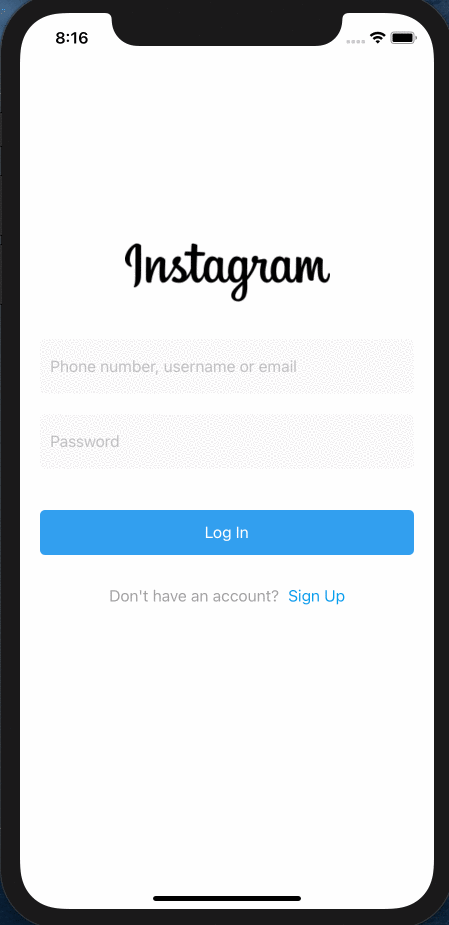 8:16
Instagram
Phone number, username or email
Password
Log In
Don't have an account? Sign Up